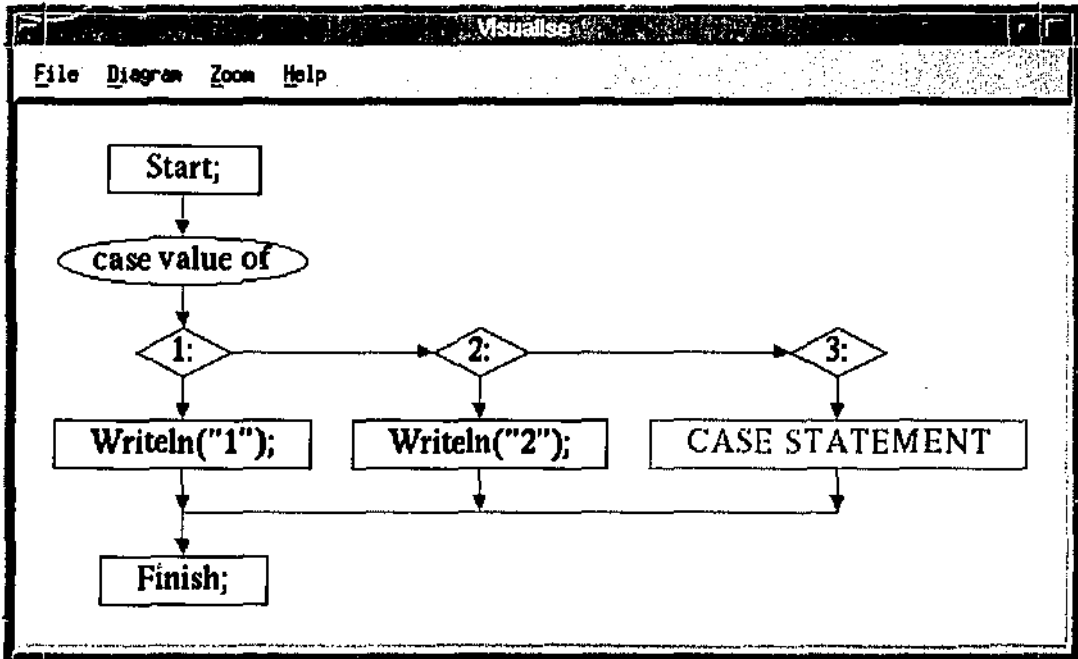 Visualise
File Diagram Zoom Help
Start;
case value of
1: 2: 3:
Writeln("1"); Writeln("2"); CASE STATEMENT
Finish;